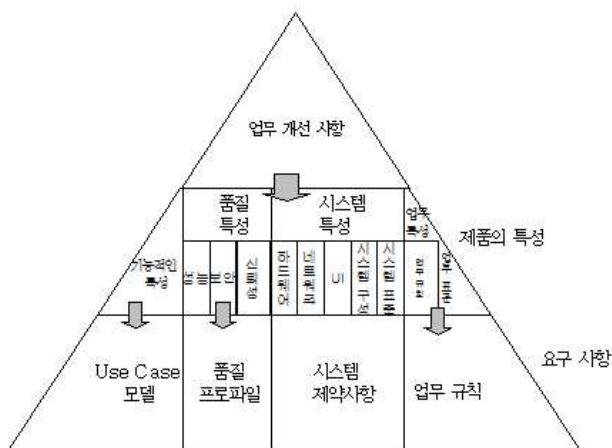 업무 개선 사항
품질
특성
시스템
특성
업무
특성
제품의 특성
기능적인
특성
성능
보안
신뢰성
하드웨어
네트워크
UI
시스템 구성
시스템 표준
업무 표준
요구 사항
Use Case
모델
품질
프로파일
시스템
제약사항
업무 규칙